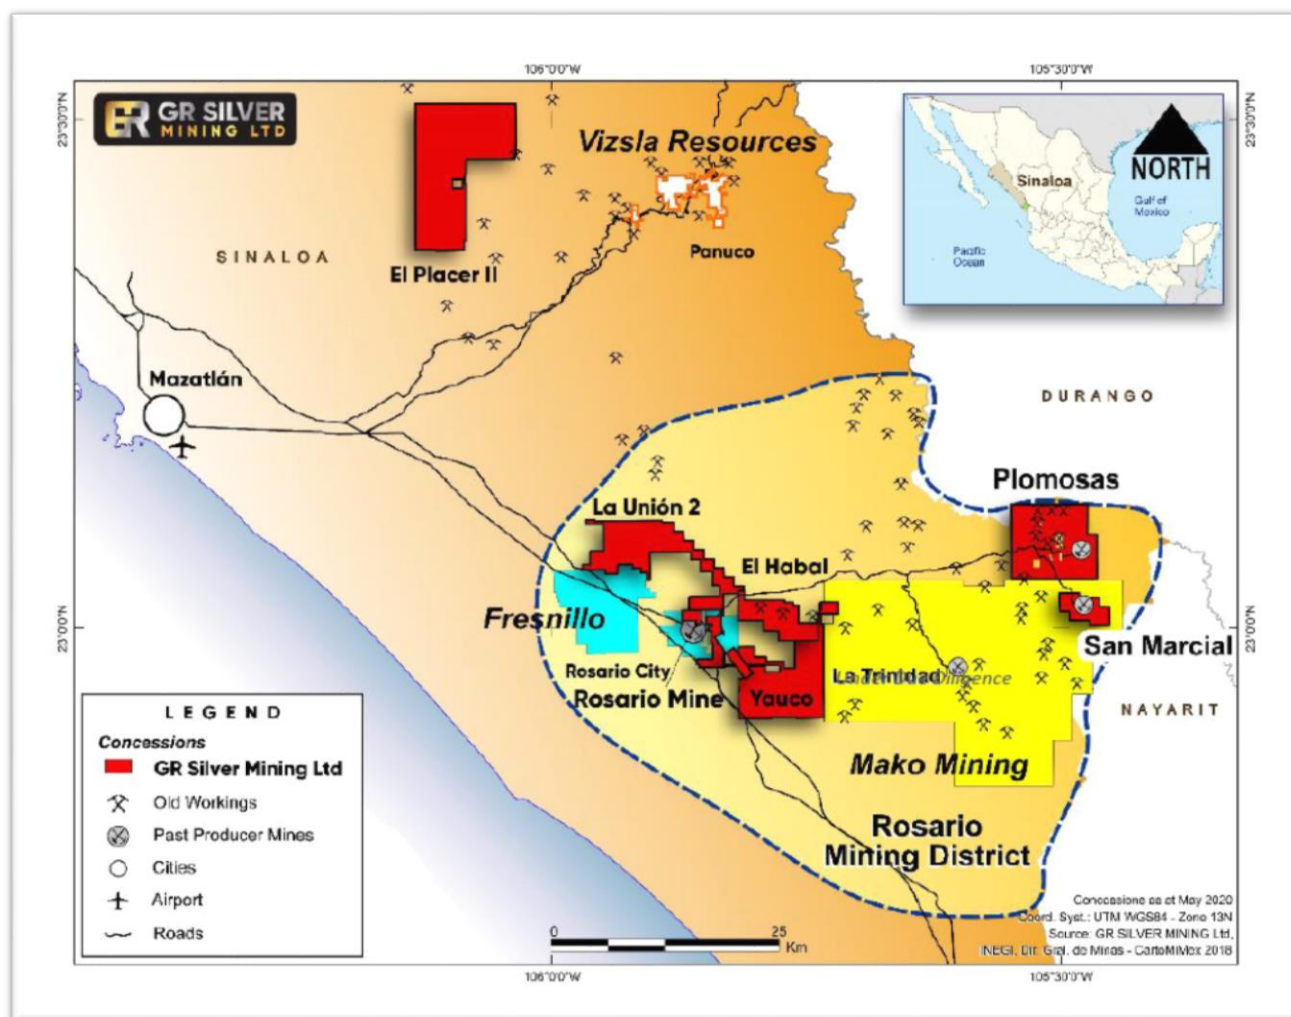 106°0'0"W
105°30'0"W
23°30'0"N
23°30'0"N
GR SILVER
MINING LTD
Vizsla Resources
NORTH
Sinaloa
Gulf of
Mexico
Pacific
Ocean
SINALOA
Panuco
El Placer II
Mazatlán
DURANGO
Plomosas
La Unión 2
El Habal
Fresnillo
23°0'0"N
23°0'0"N
San Marcial
Rosario City
La Trinidad
Under Due Diligence
Rosario Mine
Yauco
NAYARIT
LEGEND
Concessions
GR Silver Mining Ltd
Old Workings
Past Producer Mines
Cities
Airport
Roads
Mako Mining
Rosario
Mining District
0
25
Km
Concessions as at May 2020
Coord. Syst.: UTM WGS84 - Zone 13N
Source: GR SILVER MINING Ltd,
INEGI, Dir. Gral. de Minas - CartoMiMex 2018
106°0'0"W
105°30'0"W